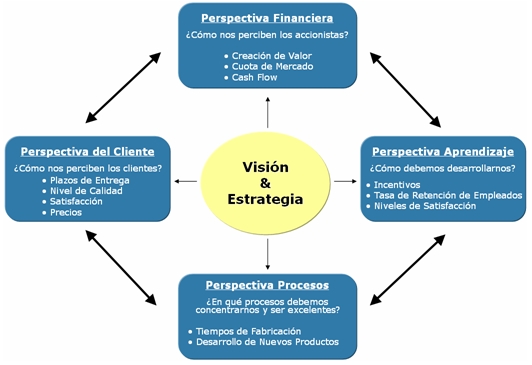 Perspectiva Financiera
¿Cómo nos perciben los accionistas?
• Creación de Valor
• Cuota de Mercado
• Cash Flow
Perspectiva del Cliente
¿Cómo nos perciben los clientes?
• Plazos de Entrega
• Nivel de Calidad
• Satisfacción
• Precios
Visión
&
Estrategia
Perspectiva Aprendizaje
¿Cómo debemos desarrollarnos?
• Incentivos
• Tasa de Retención de Empleados
• Niveles de Satisfacción
Perspectiva Procesos
¿En qué procesos debemos
concentrarnos y ser excelentes?
• Tiempos de Fabricación
• Desarrollo de Nuevos Productos